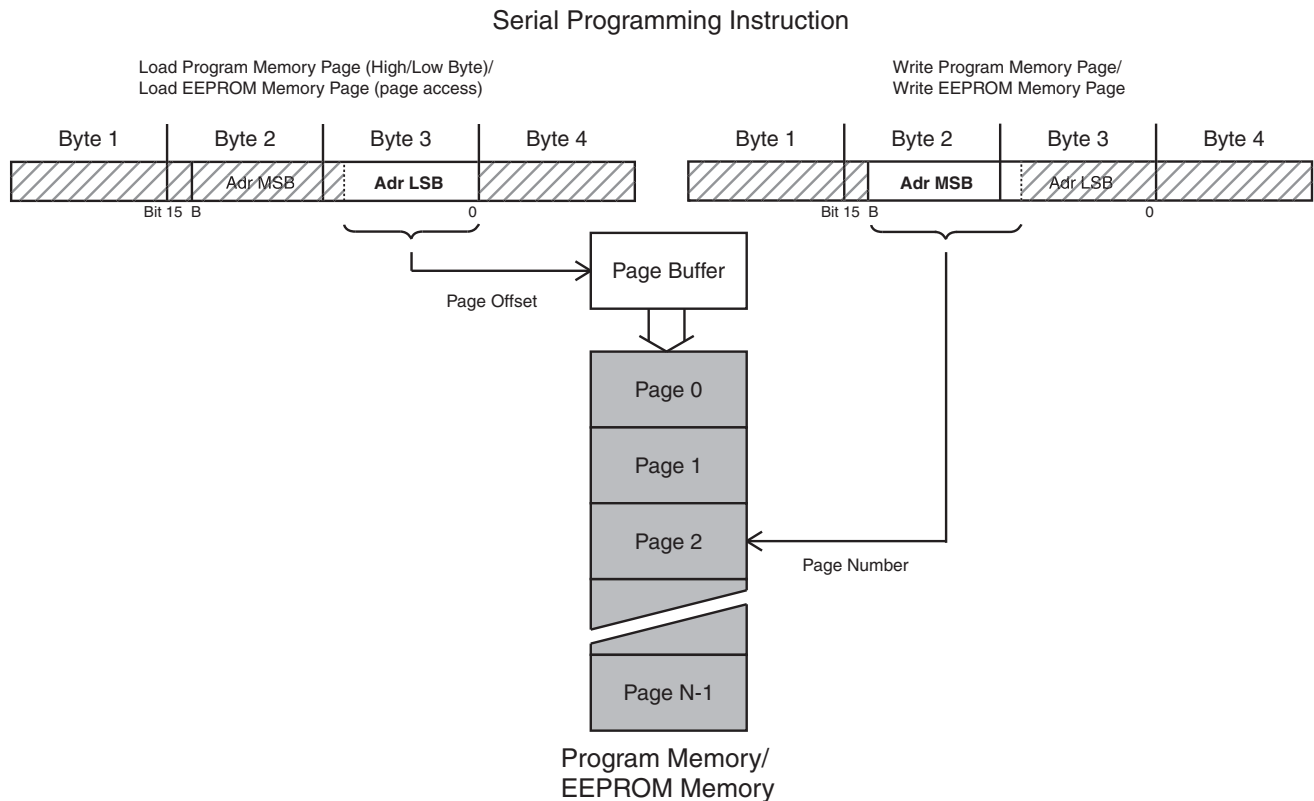 Serial Programming Instruction
Load Program Memory Page (High/Low Byte)/
Load EEPROM Memory Page (page access)
Write Program Memory Page/
Write EEPROM Memory Page
Byte 1 Byte 2 Byte 3 Byte 4
Byte 1 Byte 2 Byte 3 Byte 4
Adr MSB Adr LSB
Adr MSB Adr LSB
Bit 15 B 0
Bit 15 B 0
Page Buffer
Page Offset
Page 0
Page 1
Page 2
Page Number
Page N-1
Program Memory/
EEPROM Memory